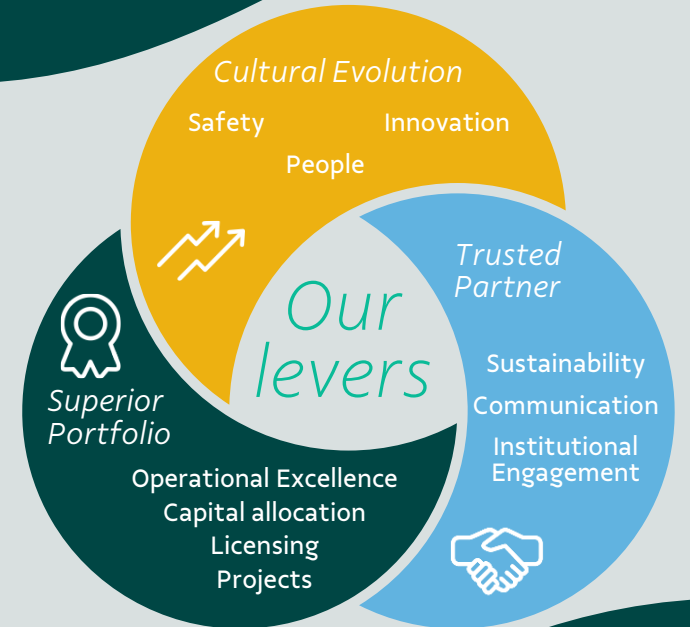 Cultural Evolution
Safety
Innovation
People
Trusted
Partner
Sustainability
Communication
Institutional
Engagement
Our
levers
Superior
Portfolio
Operational Excellence
Capital allocation
Licensing
Projects